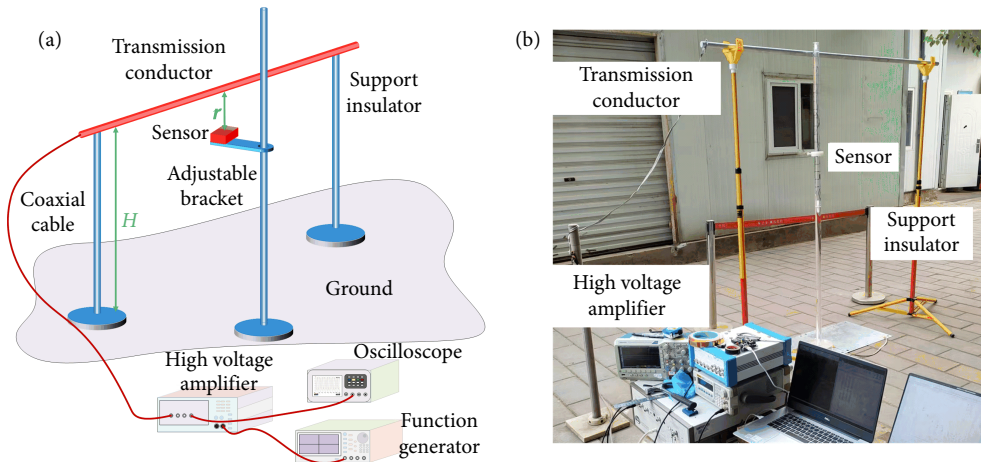 (a)
Transmission
conductor
Support
insulator
r
Sensor
Adjustable
bracket
Coaxial
cable
H
Ground
High voltage
amplifier
Oscilloscope
Function
generator
(b)
Transmission
conductor
Sensor
Support
insulator
High voltage
amplifier